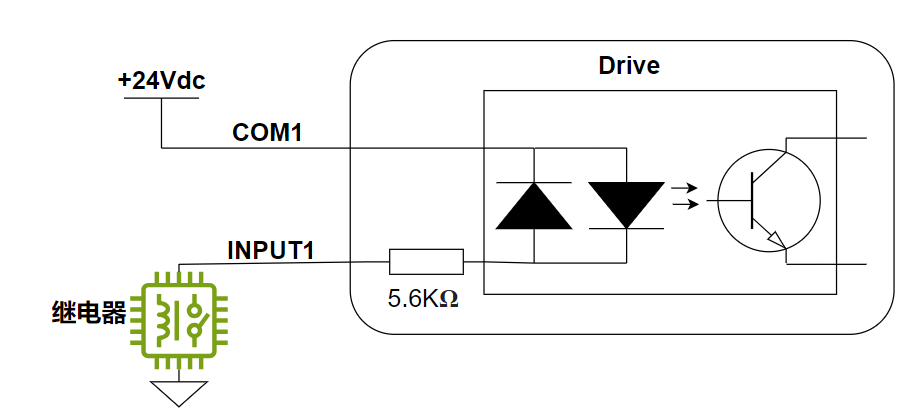 Drive
+24Vdc
COM1
INPUT1
5.6KΩ
继电器